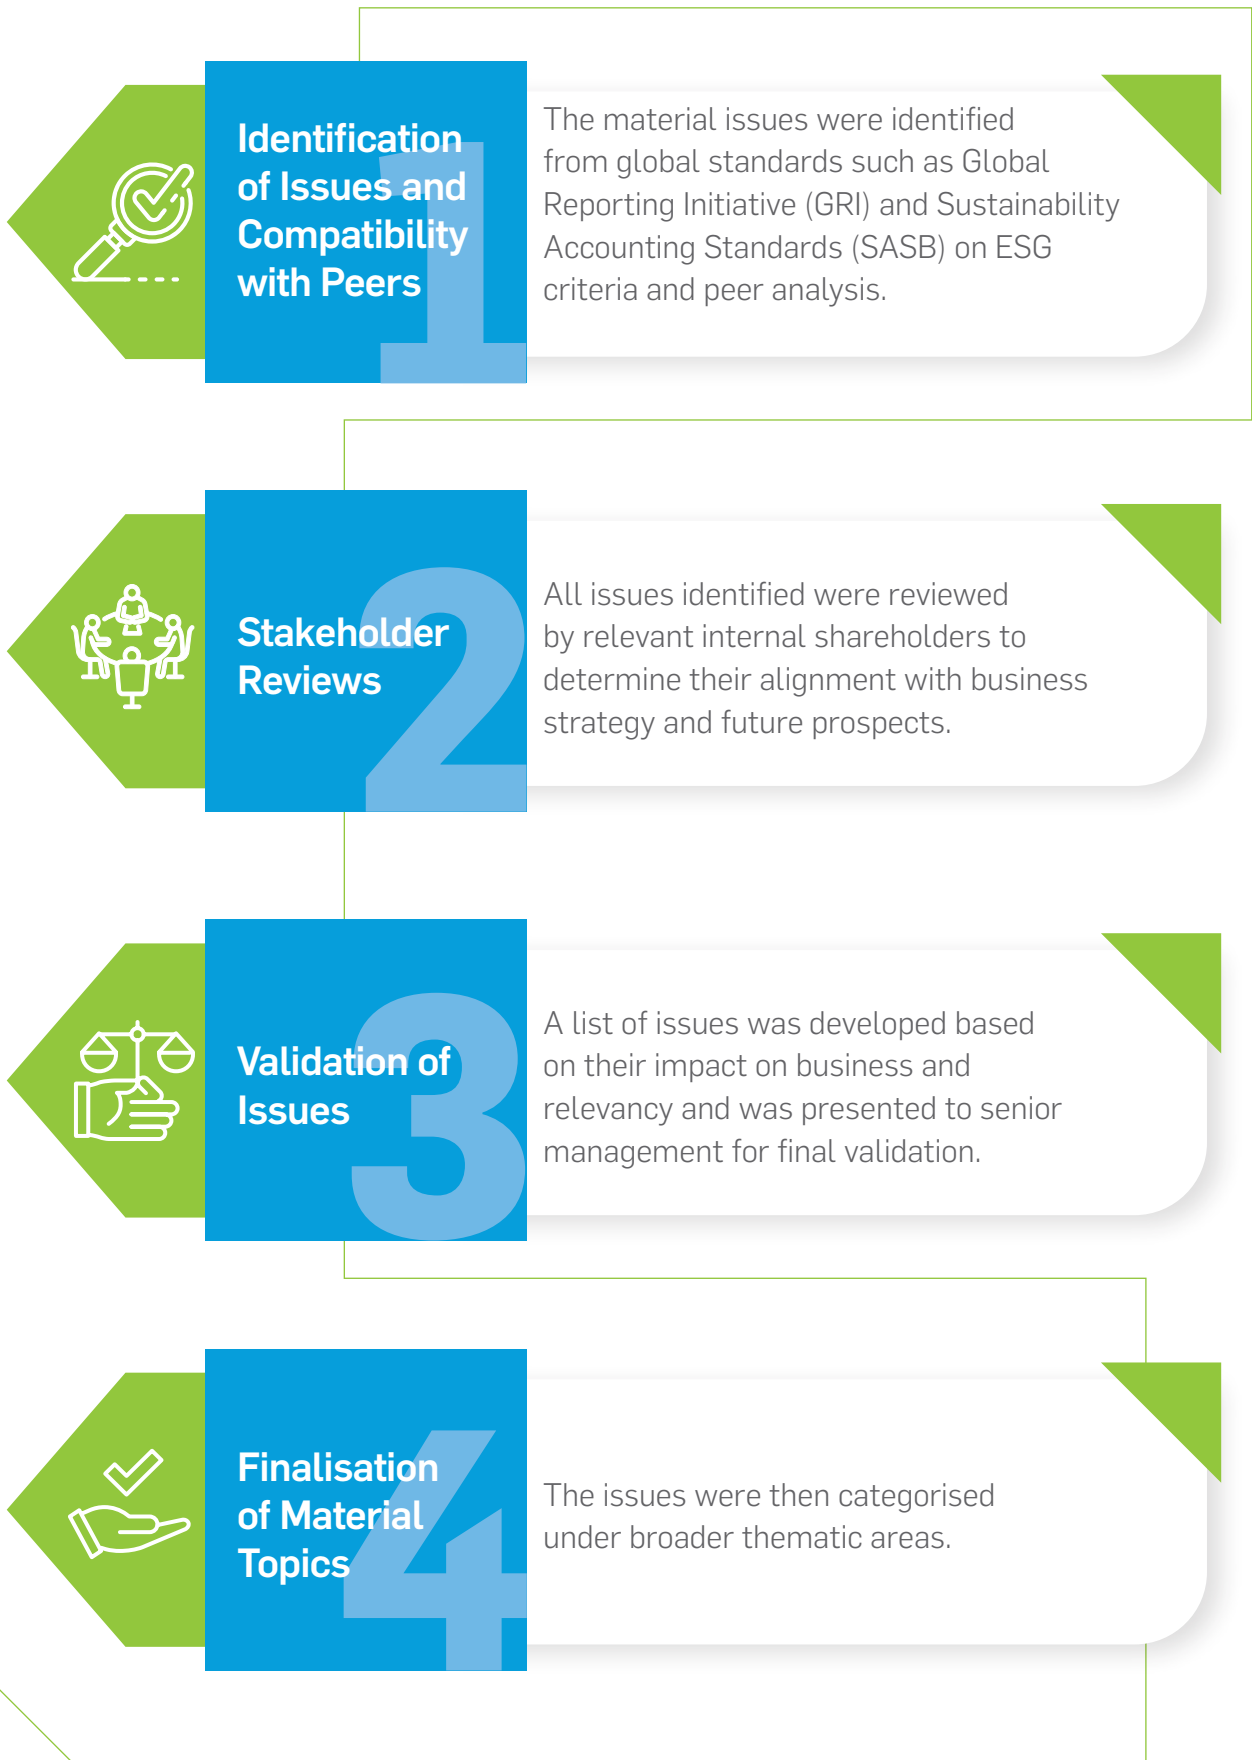 1
Identification
of Issues and
Compatibility
with Peers
The material issues were identified
from global standards such as Global
Reporting Initiative (GRI) and Sustainability
Accounting Standards (SASB) on ESG
criteria and peer analysis.
2
Stakeholder
Reviews
All issues identified were reviewed
by relevant internal shareholders to
determine their alignment with business
strategy and future prospects.
3
Validation of
Issues
A list of issues was developed based
on their impact on business and
relevancy and was presented to senior
management for final validation.
4
Finalisation
of Material
Topics
The issues were then categorised
under broader thematic areas.